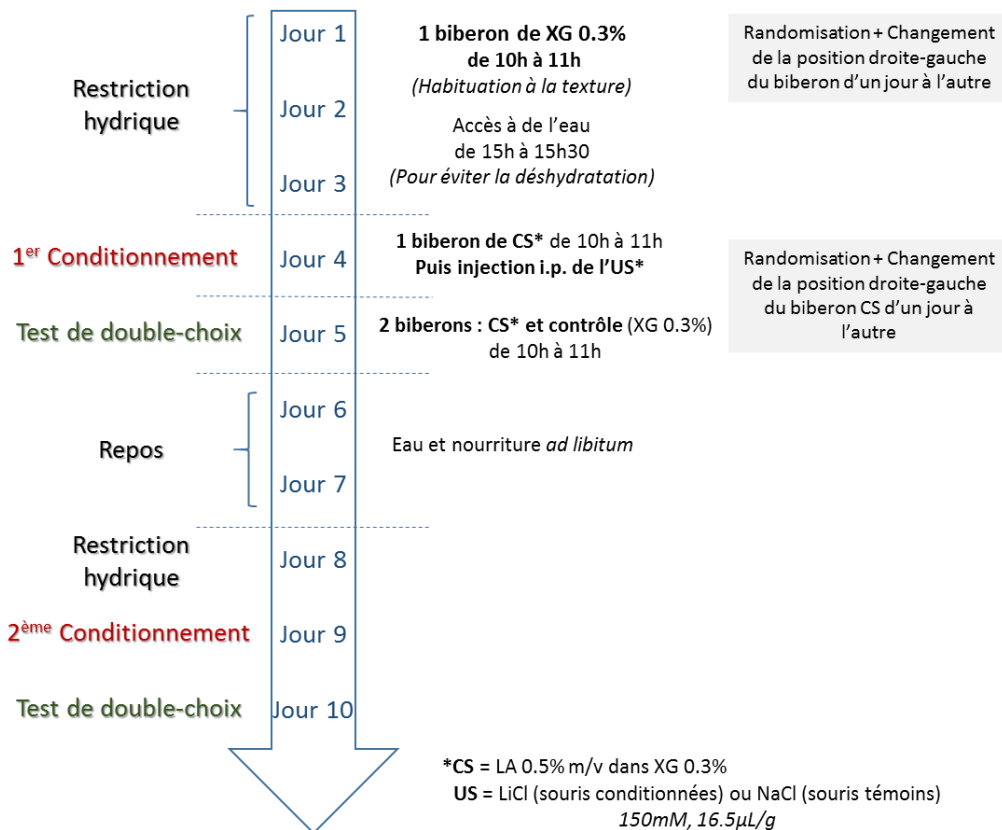 Jour 1
1 biberon de XG 0.3%
de 10h à 11h
(Habituation à la texture)
Randomisation + Changement
de la position droite-gauche
du biberon d'un jour à l'autre
Restriction
hydrique
Jour 2
Accès à de l'eau
de 15h à 15h30
(Pour éviter la déshydratation)
Jour 3
1er Conditionnement
Jour 4
1 biberon de CS* de 10h à 11h
Puis injection i.p. de l'US*
Randomisation + Changement
de la position droite-gauche
du biberon CS d'un jour à
l'autre
Test de double-choix
Jour 5
2 biberons : CS* et contrôle (XG 0.3%)
de 10h à 11h
Jour 6
Repos
Eau et nourriture ad libitum
Jour 7
Restriction
hydrique
Jour 8
2ème Conditionnement
Jour 9
Test de double-choix
Jour 10
*CS = LA 0.5% m/v dans XG 0.3%
US = LiCl (souris conditionnées) ou NaCl (souris témoins)
150mM, 16.5µL/g